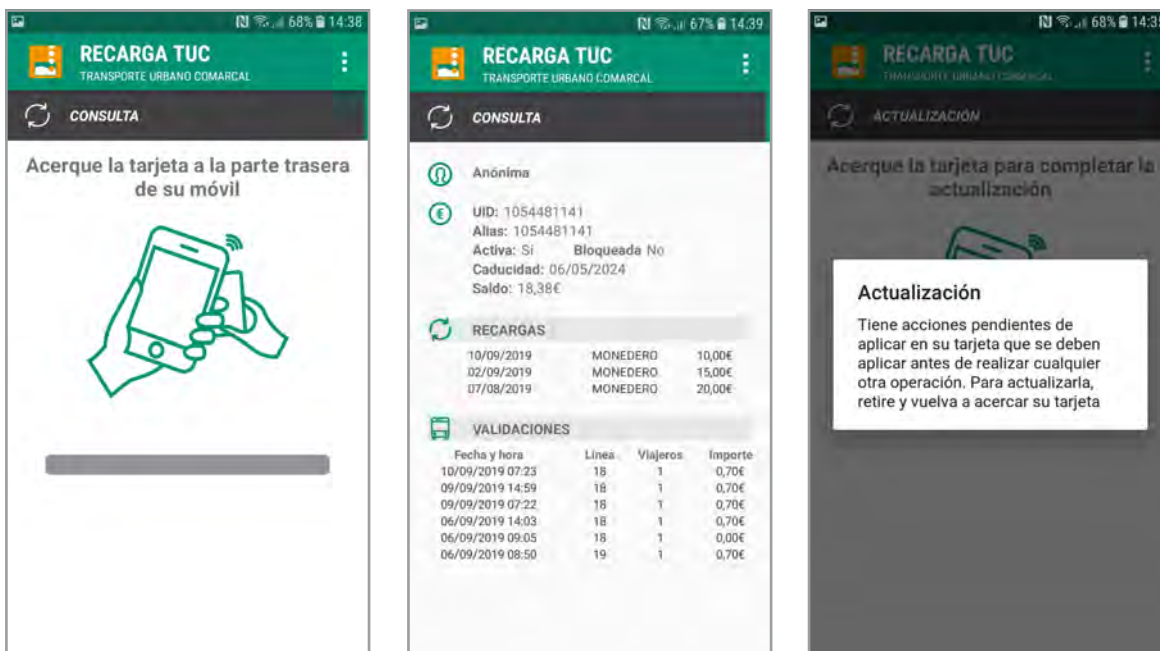 68% 14:38
RECARGA TUC
TRANSPORTE URBANO COMARCAL
CONSULTA
Acerque la tarjeta a la parte trasera
de su móvil
67% 14:39
RECARGA TUC
TRANSPORTE URBANO COMARCAL
CONSULTA
Anónima
UID: 1054481141
Alias: 1054481141
Activa: Sí Bloqueada No
Caducidad: 06/05/2024
Saldo: 18,38€
RECARGAS
10/09/2019 MONEDERO 10,00€
02/09/2019 MONEDERO 15,00€
07/08/2019 MONEDERO 20,00€
VALIDACIONES
Fecha y hora Línea Viajeros Importe
10/09/2019 07:23 18 1 0,70€
09/09/2019 14:59 18 1 0,70€
09/09/2019 07:22 18 1 0,70€
06/09/2019 14:03 18 1 0,70€
06/09/2019 09:05 18 1 0,00€
06/09/2019 08:50 19 1 0,70€
68%
RECARGA TUC
TRANSPORTE URBANO COMARCAL
ACTUALIZACIÓN
Acerque la tarjeta para completar la
actualización
Actualización
Tiene acciones pendientes de
aplicar en su tarjeta que se deben
aplicar antes de realizar cualquier
otra operación. Para actualizarla,
retire y vuelva a acercar su tarjeta